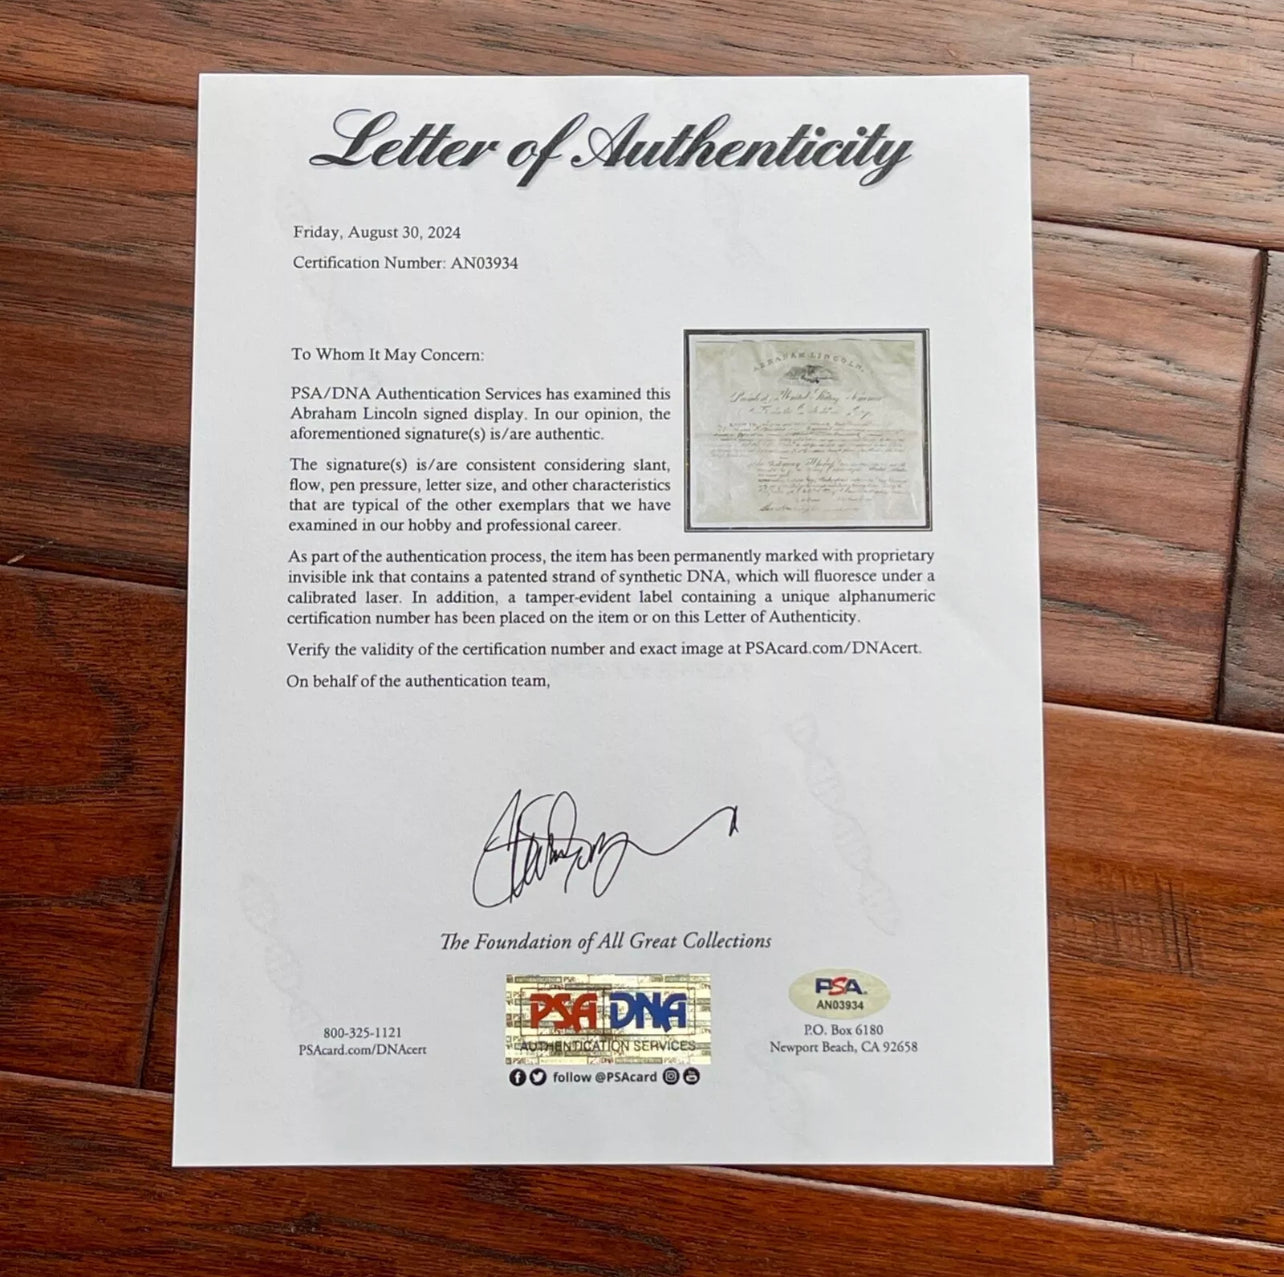 Letter of Authenticity
Friday, August 30, 2024
Certification Number: AN03934
To Whom It May Concern:
PSA/DNA Authentication Services has examined this
Abraham Lincoln signed display. In our opinion, the
aforementioned signature(s) is/are authentic.
The signature(s) is/are consistent considering slant,
flow, pen pressure, letter size, and other characteristics
that are typical of the other exemplars that we have
examined in our hobby and professional career.
ABRAHAM LINCOLN,
As part of the authentication process, the item has been permanently marked with proprietary
invisible ink that contains a patented strand of synthetic DNA, which will fluoresce under a
calibrated laser. In addition, a tamper-evident label containing a unique alphanumeric
certification number has been placed on the item or on this Letter of Authenticity.
Verify the validity of the certification number and exact image at PSAcard.com/DNAcert.
On behalf of the authentication team,
The Foundation of All Great Collections
800-325-1121
PSAcard.com/DNAcert
PSA DNA
AUTHENTICATION SERVICES
follow @PSAcard
PSA
AN03934
P.O. Box 6180
Newport Beach, CA 92658